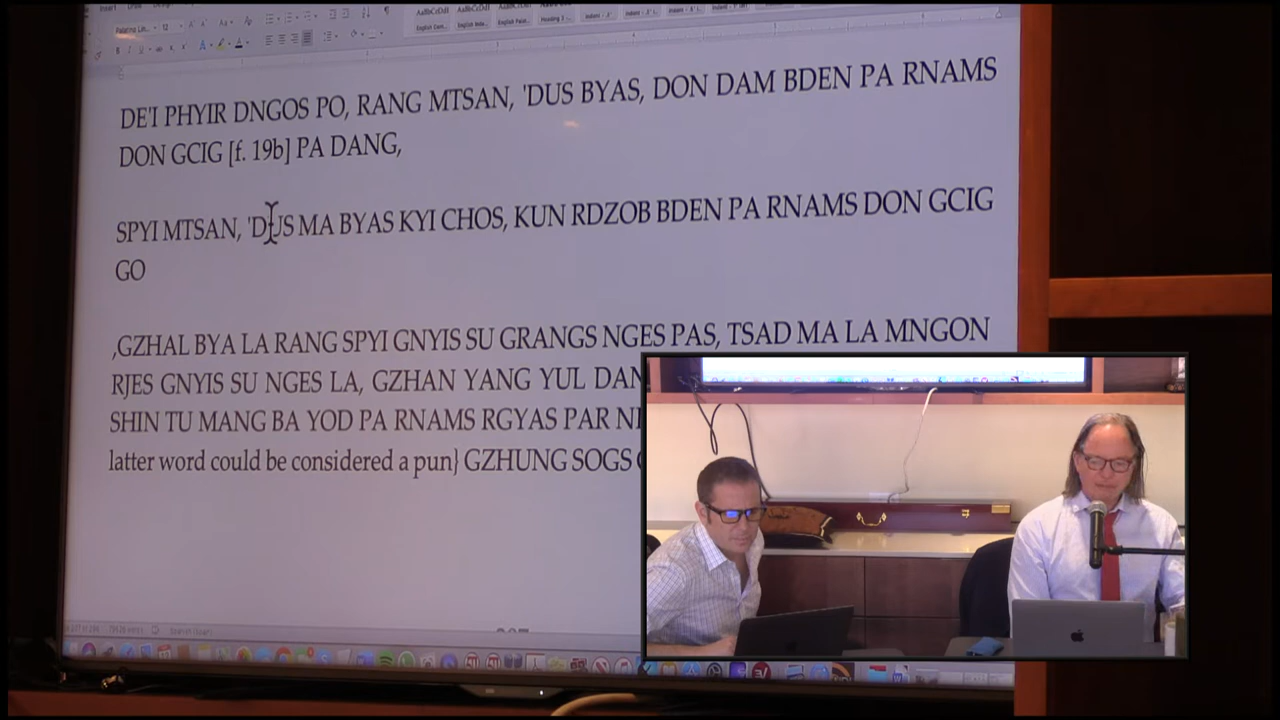 AaBbCcDdI
DE'I PHYIR DNGOS PO, RANG MTSAN, 'DUS BYAS, DON DAM BDEN PA RNAMS
DON GCIG [f. 19b] PA DANG,
SPYI MTSAN, 'DUS MA BYAS KYI CHOS, KUN RDZOB BDEN PA RNAMS DON GCIG
GO
,GZHAL BYA LA RANG SPYI GNYIS SU GRANGS NGES PAS, TSAD MA LA MNGON
RJES GNYIS SU NGES LA, GZHAN YANG YUL DAN
SHIN TU MANG BA YOD PA RNAMS RGYAS PAR
latter word could be considered a pun} GZHUNG SOGS